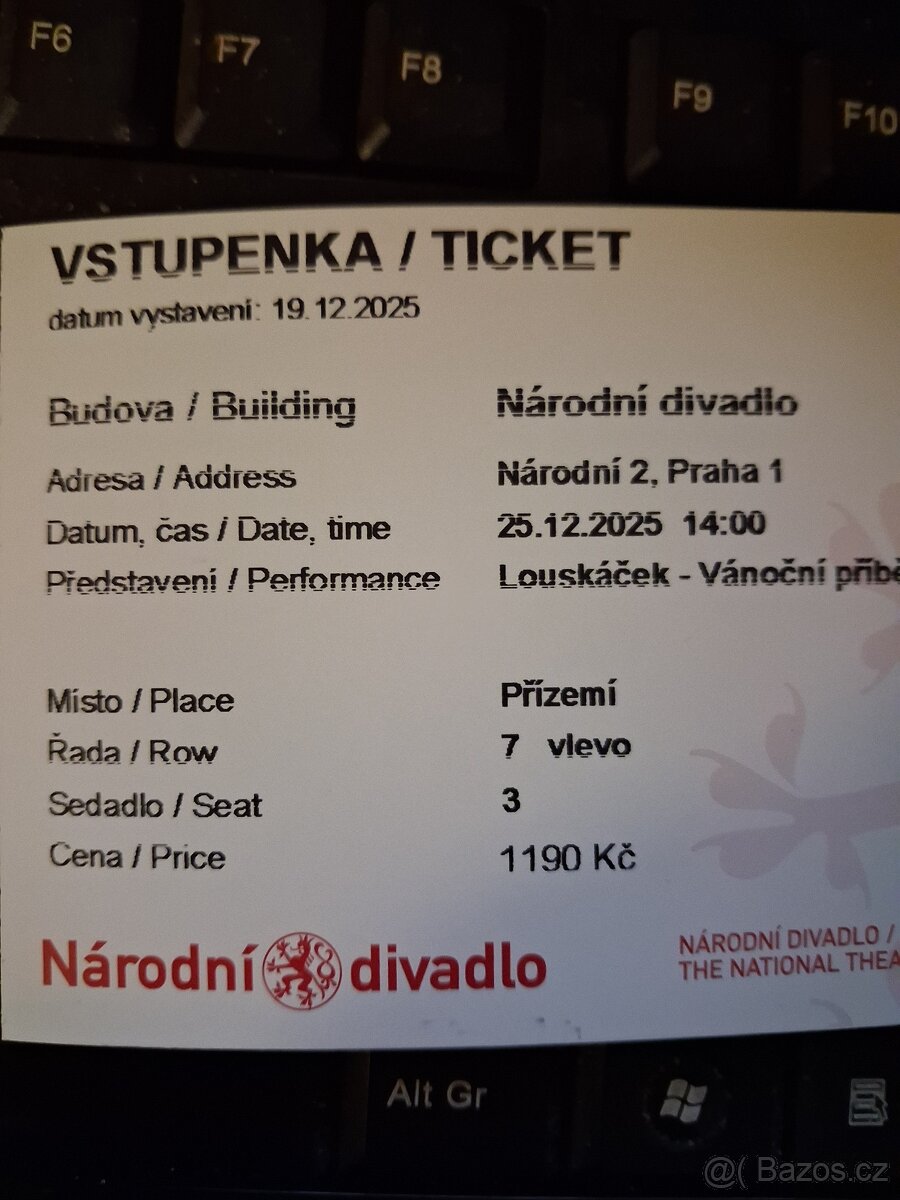 F6 F7 F8 F9 F10
VSTUPENKA / TICKET
datum vystavení: 19.12.2025
Budova / Building Národní divadlo
Adresa / Address Národní 2, Praha 1
Datum, čas / Date, time 25.12.2025 14:00
Představení / Performance Louskáček - Vánoční příbě
Místo / Place Přízemí
Řada / Row 7 vlevo
Sedadlo / Seat 3
Cena / Price 1190 Kč
Národní divadlo
NÁRODNÍ DIVADLO /
THE NATIONAL THEA
Alt Gr
@( Bazos.cz